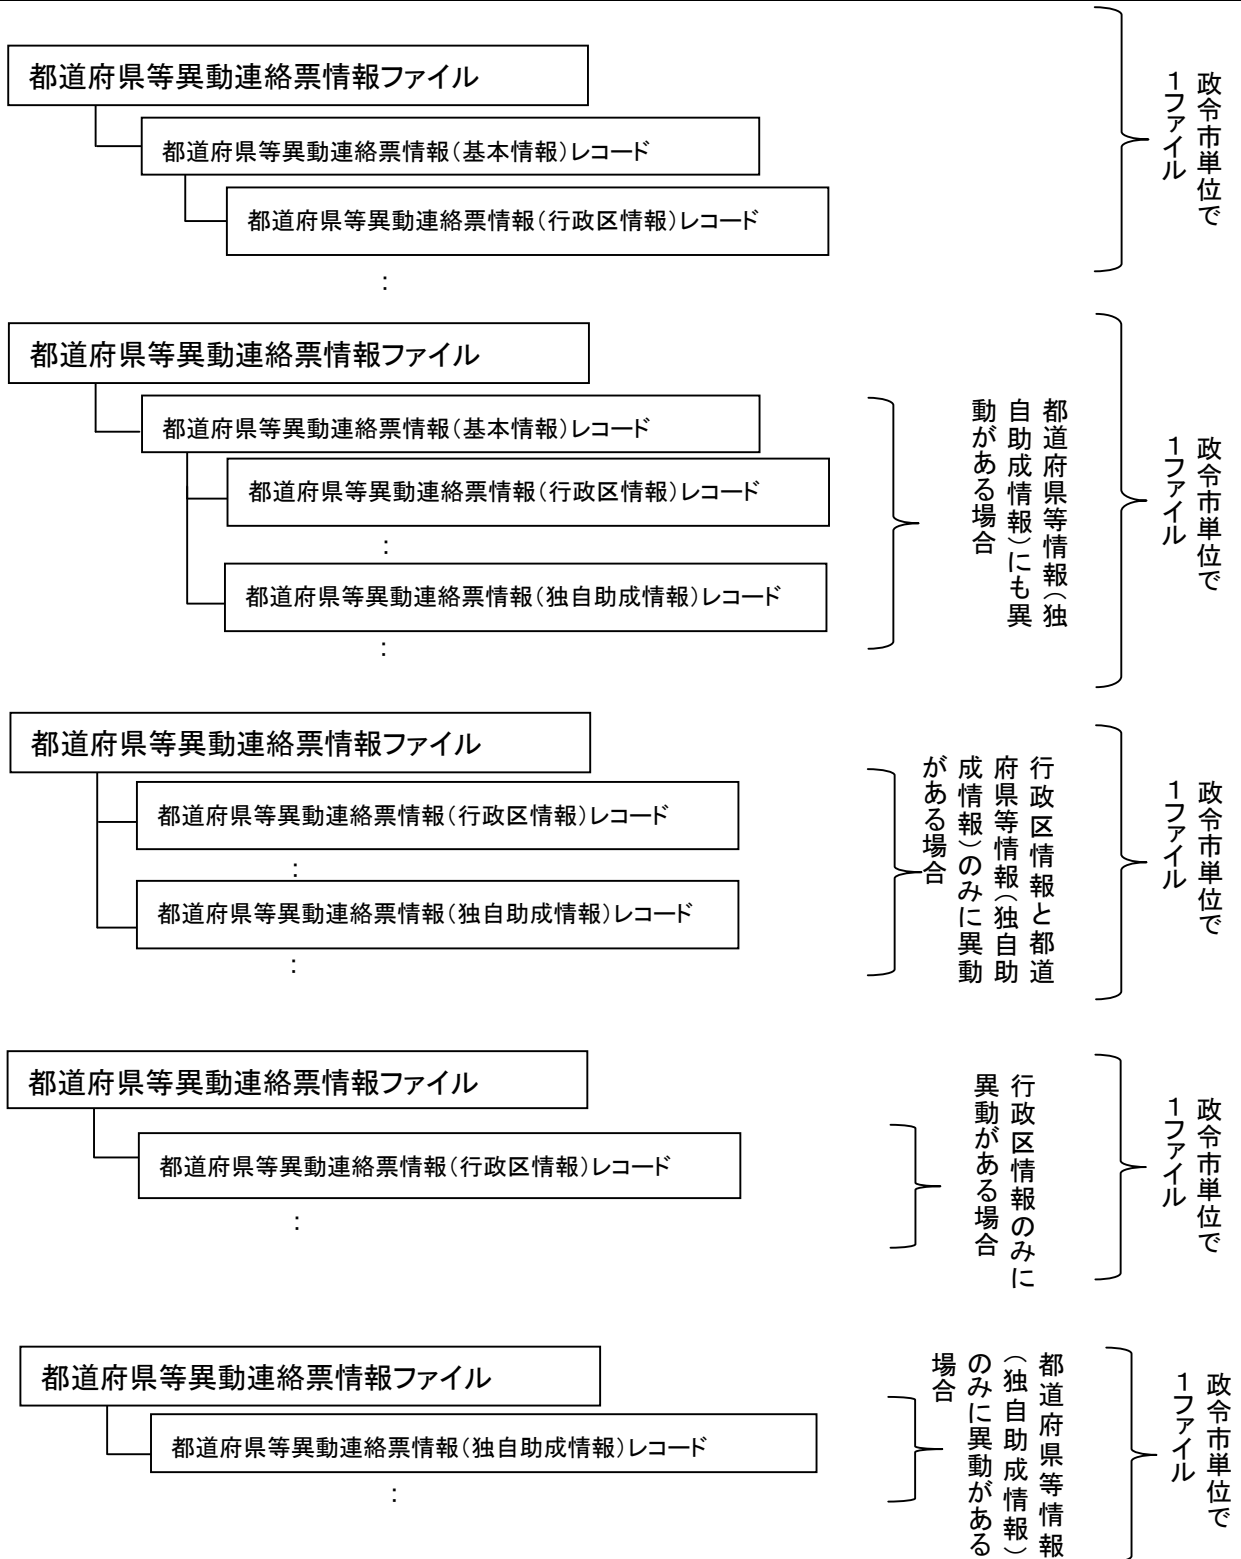 都道府県等異動連絡票情報ファイル
都道府県等異動連絡票情報（基本情報）レコード
都道府県等異動連絡票情報（行政区情報）レコード
：
政令市単位で
１ファイル
都道府県等異動連絡票情報ファイル
都道府県等異動連絡票情報（基本情報）レコード
都道府県等異動連絡票情報（行政区情報）レコード
：
都道府県等異動連絡票情報（独自助成情報）レコード
：
都道府県等情報（独
自助成情報）にも異
動がある場合
政令市単位で
１ファイル
都道府県等異動連絡票情報ファイル
都道府県等異動連絡票情報（行政区情報）レコード
：
都道府県等異動連絡票情報（独自助成情報）レコード
：
行政区情報と都道
府県等情報（独自助
成情報）のみに異動
がある場合
政令市単位で
１ファイル
都道府県等異動連絡票情報ファイル
都道府県等異動連絡票情報（行政区情報）レコード
：
行政区情報のみに
異動がある場合
政令市単位で
１ファイル
都道府県等異動連絡票情報ファイル
都道府県等異動連絡票情報（独自助成情報）レコード
：
都道府県等情報
（独自助成情報）
のみに異動がある
場合
政令市単位で
１ファイル